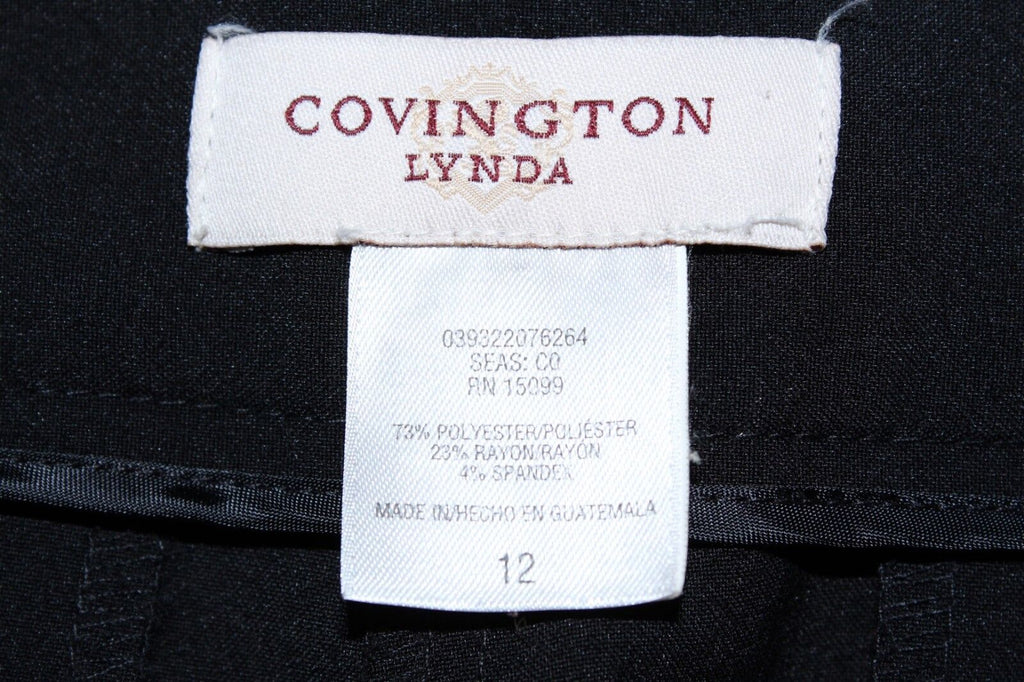 COVINGTON
LYNDA
039322076264
SEAS: C0
RN 15099
73% POLYESTER/POLIÉSTER
23% RAYON/RAYÓN
4% SPANDEX
MADE IN/HECHO EN GUATEMALA
12